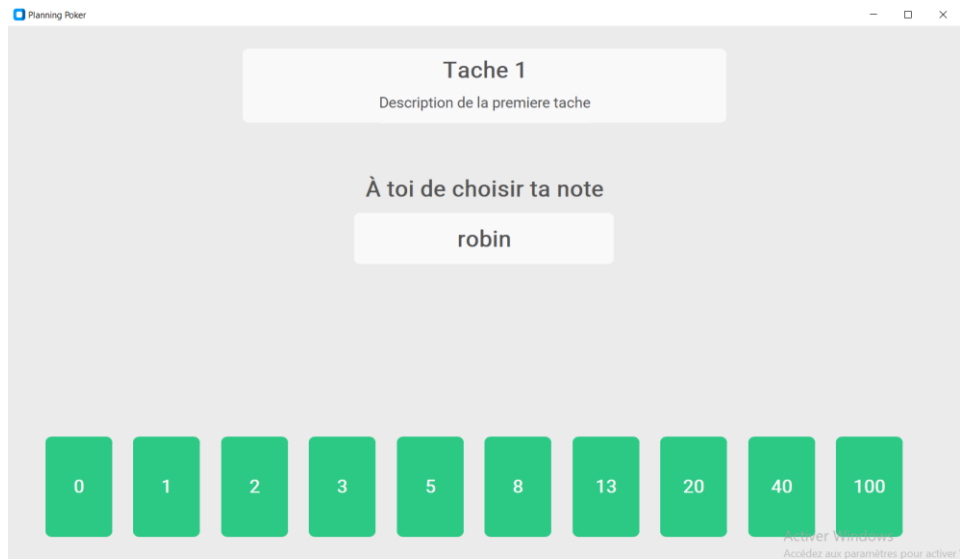 Planning Poker
Tache 1
Description de la premiere tache
À toi de choisir ta note
robin
0 1 2 3 5 8 13 20 40 100
Activer Windows
Accédez aux paramètres pour activer